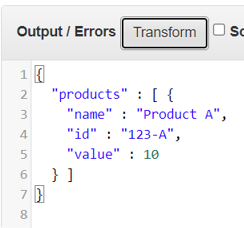 Output / Errors Transform
1 {
2 "products" : [ {
3 "name" : "Product A",
4 "id" : "123-A",
5 "value" : 10
6 } ]
7 }
8